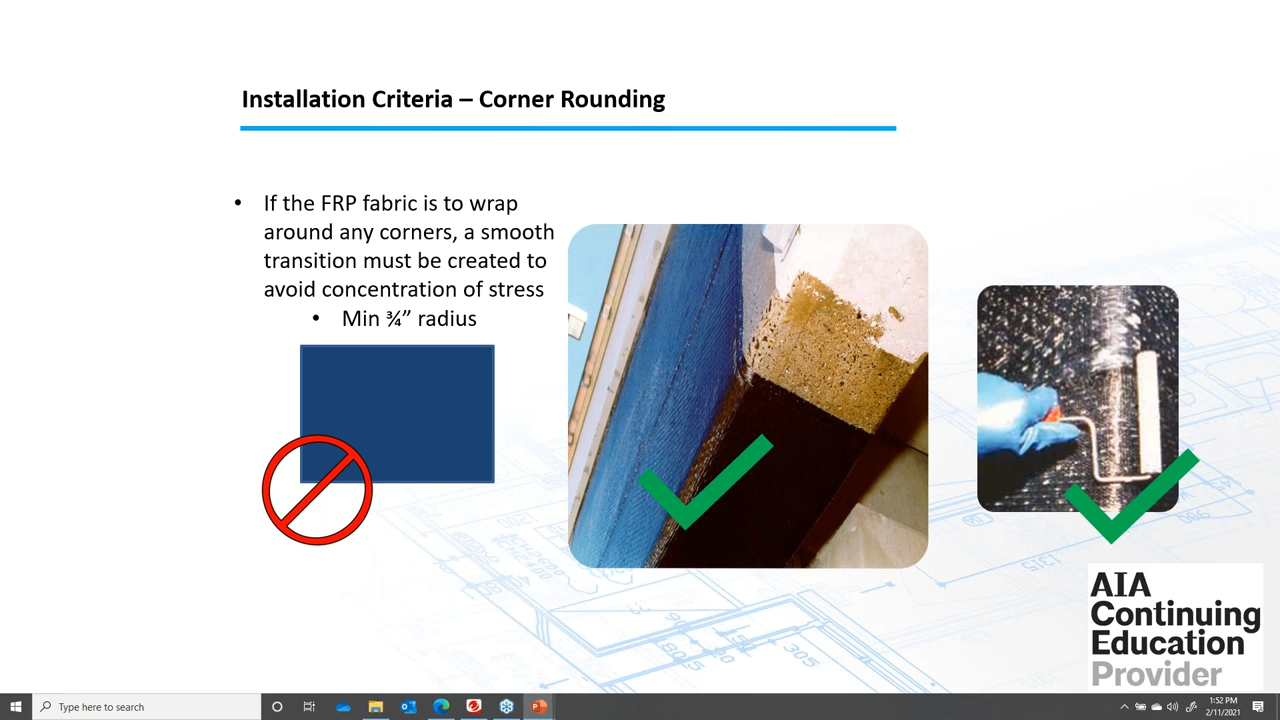 Installation Criteria – Corner Rounding
• If the FRP fabric is to wrap
around any corners, a smooth
transition must be created to
avoid concentration of stress
• Min ¾” radius
1315
305
AIA
Continuing
Education
Provider
Type here to search
1:52 PM
2/11/2021